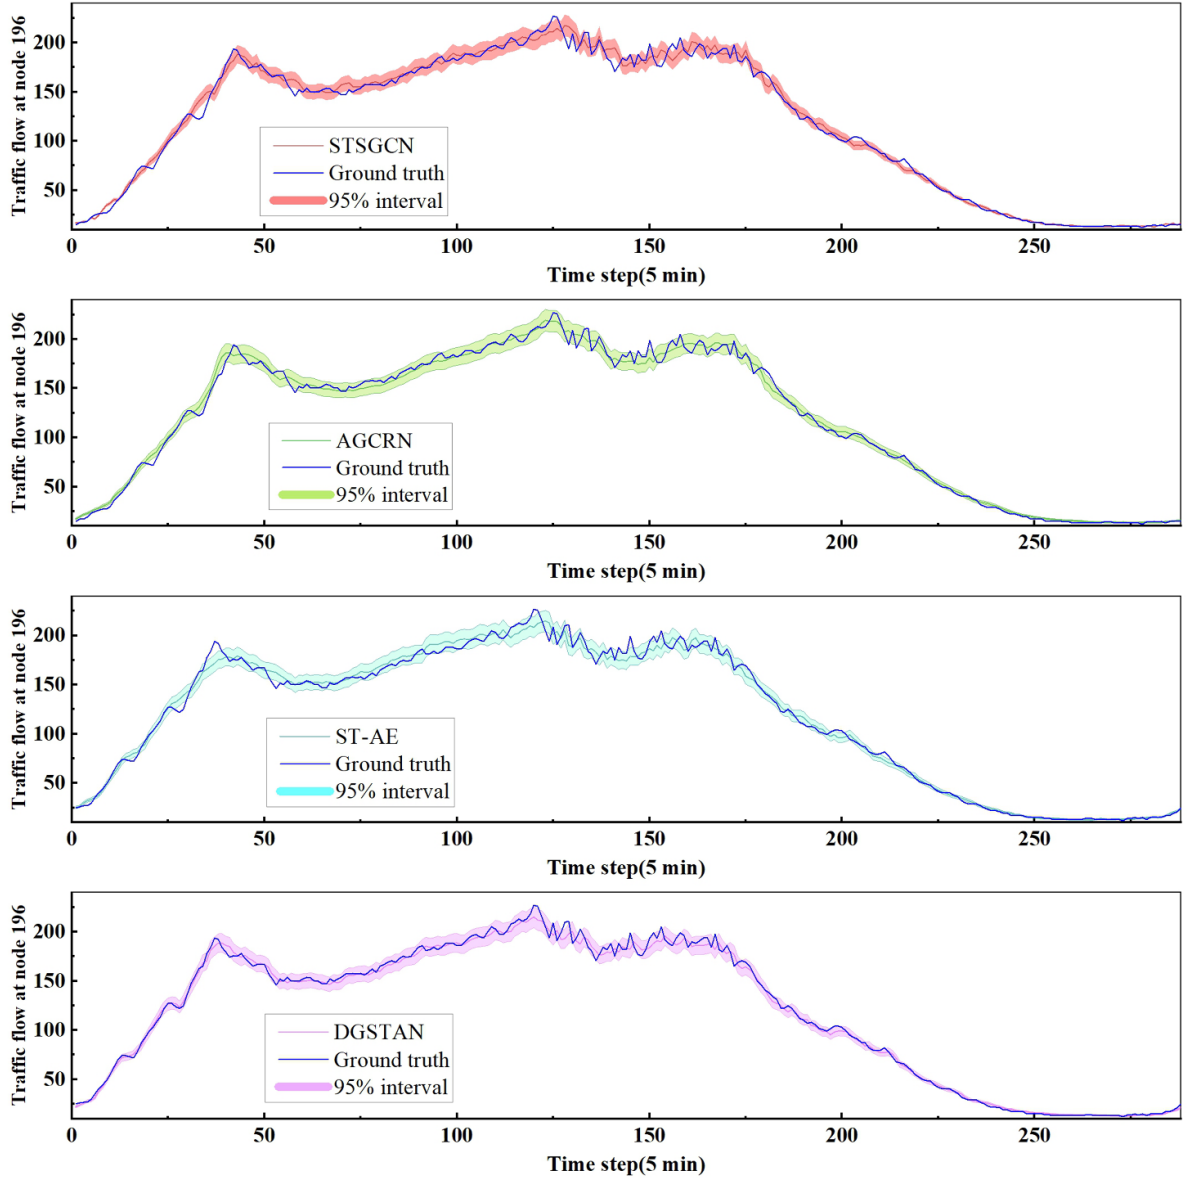 Traffic flow at node 196
200
150
100
50
STSGCN
Ground truth
95% interval
0 50 100 150 200 250
Time step(5 min)
Traffic flow at node 196
200
150
100
50
AGCRN
Ground truth
95% interval
0 50 100 150 200 250
Time step(5 min)
Traffic flow at node 196
200
150
100
50
ST-AE
Ground truth
95% interval
0 50 100 150 200 250
Time step(5 min)
Traffic flow at node 196
200
150
100
50
DGSTAN
Ground truth
95% interval
0 50 100 150 200 250
Time step(5 min)